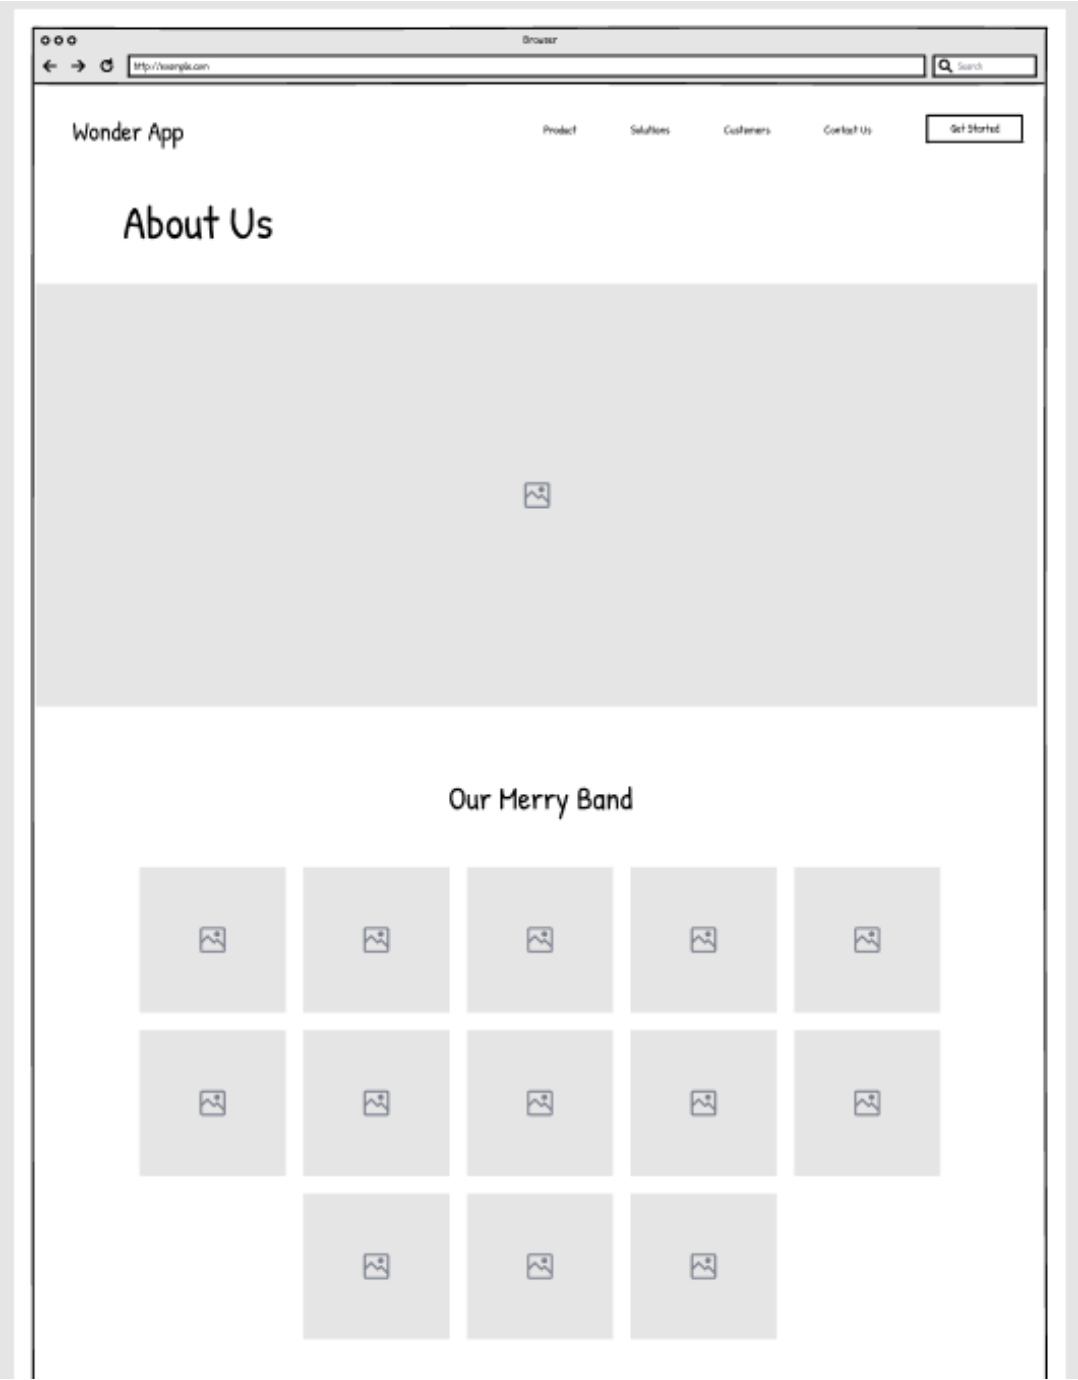 Browser
http://example.com
Search
Wonder App
Product
Solutions
Customers
Contact Us
Get Started
About Us
Our Merry Band